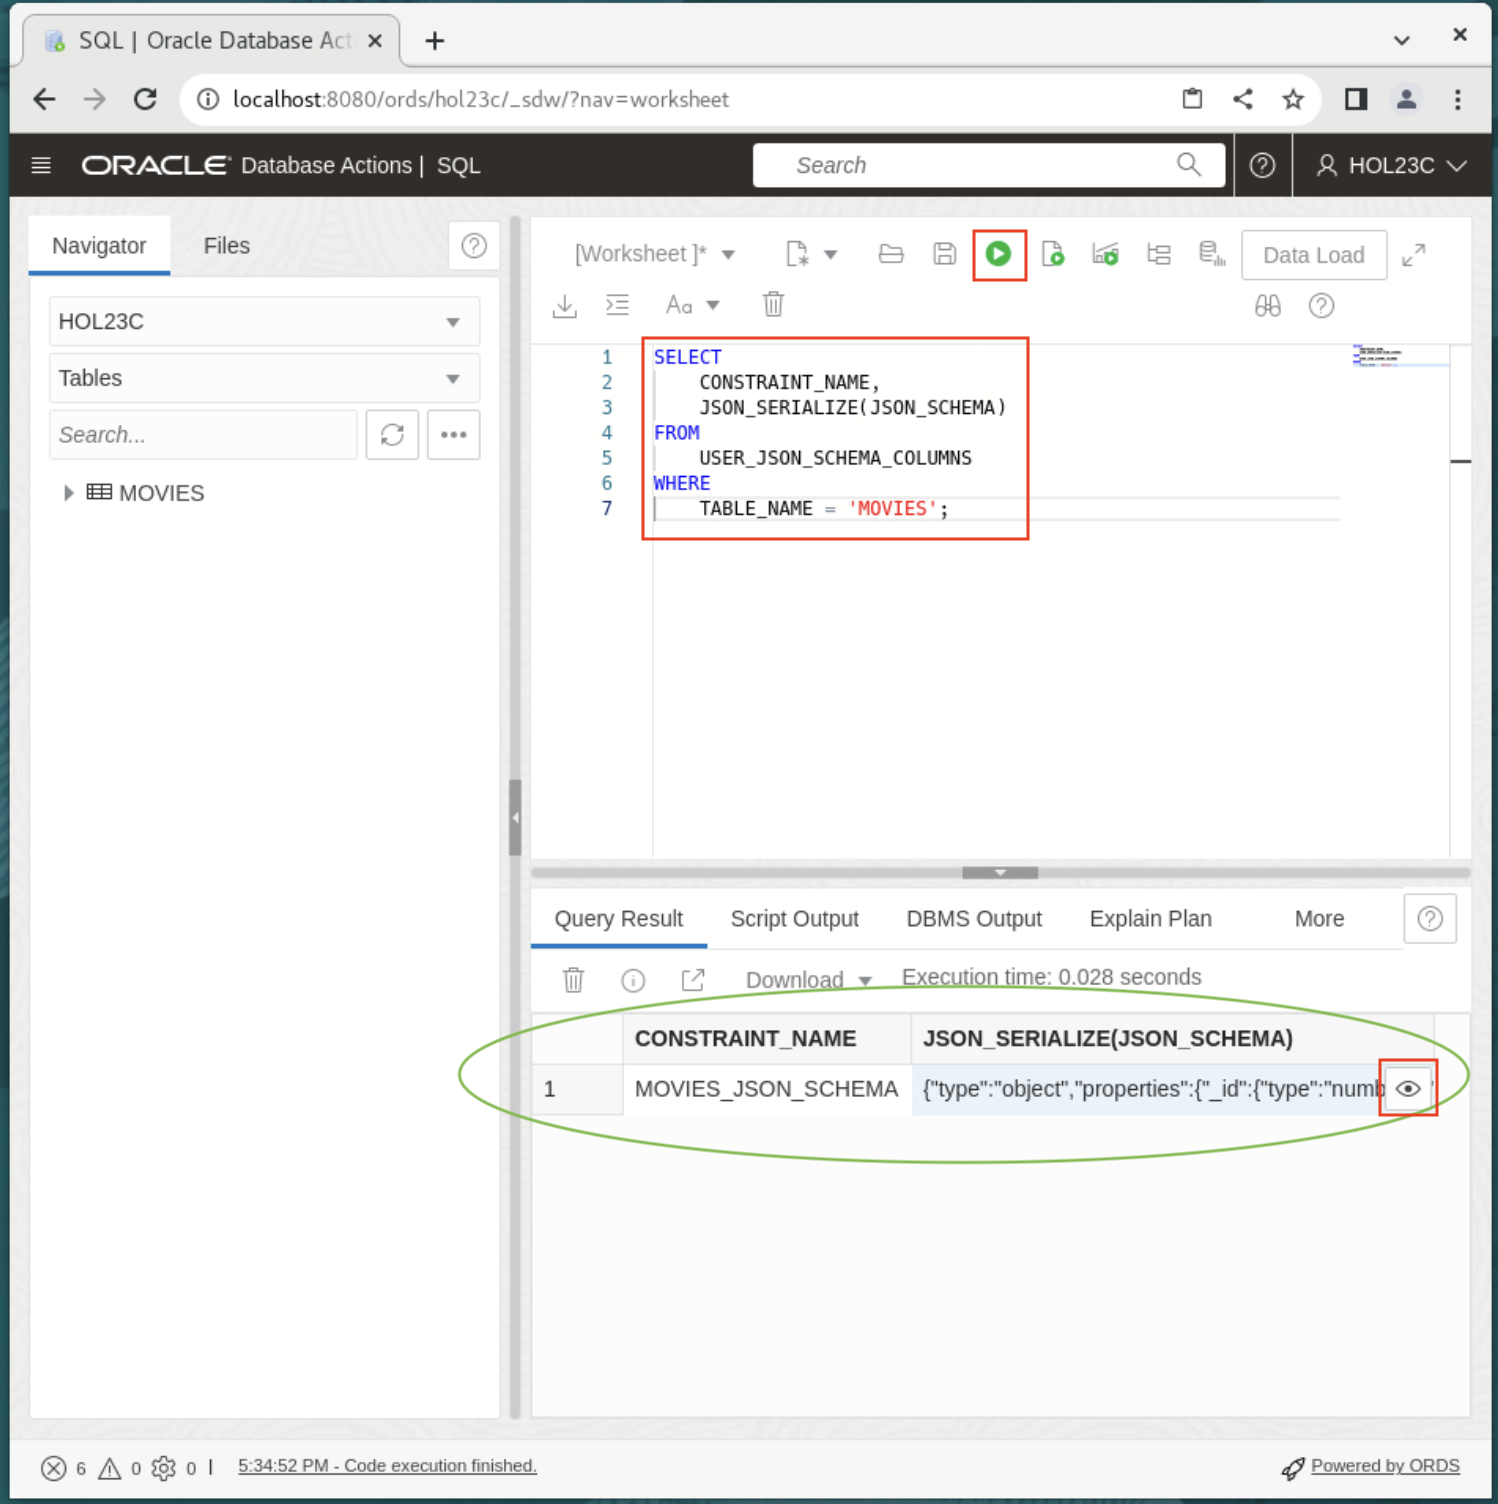 SQL | Oracle Database Act
localhost:8080/ords/hol23c/_sdw/?nav=worksheet
ORACLE Database Actions | SQL
Search
HOL23C
Navigator
Files
HOL23C
Tables
Search...
MOVIES
[Worksheet ]*
Data Load
Aa
1 SELECT
2 CONSTRAINT_NAME,
3 JSON_SERIALIZE(JSON_SCHEMA)
4 FROM
5 USER_JSON_SCHEMA_COLUMNS
6 WHERE
7 TABLE_NAME = 'MOVIES';
Query Result
Script Output
DBMS Output
Explain Plan
More
Download
Execution time: 0.028 seconds
CONSTRAINT_NAME JSON_SERIALIZE(JSON_SCHEMA)
1 MOVIES_JSON_SCHEMA {"type":"object","properties":{"_id":{"type":"numb
6 0 0 | 5:34:52 PM - Code execution finished.
Powered by ORDS